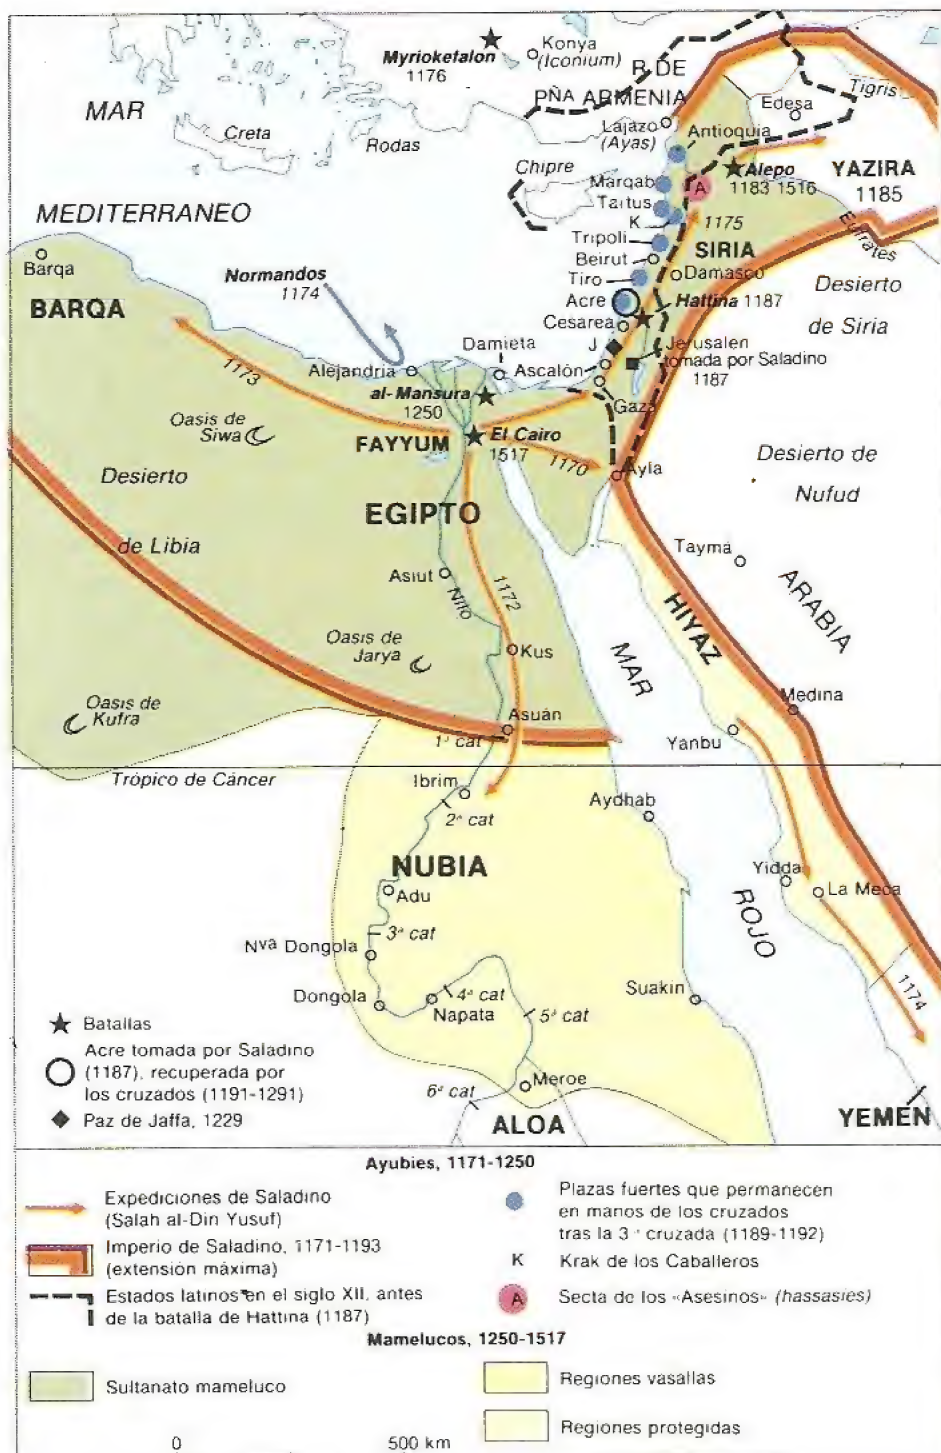 Myriokefalon
1176
Konya
(Iconium)
R. DE
PÑA ARMENIA
Tigris
Edesa
MAR
Lajazo
(Ayas)
Antioquía
Creta
Rodas
Chipre
Alepo
1183 1516
YAZIRA
1185
Marqab
A
Tartus
MEDITERRANEO
K
1175
Trípoli
SIRIA
Eufrates
Beirut
Barqa
Normandos
1174
Tiro
Damasco
Desierto
de Siria
BARQA
Acre
Hattina 1187
Cesarea
Damieta
J
Jerusalén
tomada por Saladino
1187
Alejandría
Ascalón
1173
al-Mansura
1250
Gaza
Oasis de
Siwa
FAYYUM
El Cairo
1517
1170
Ayla
Desierto de
Nufud
Desierto
de Libia
EGIPTO
Taymá
ARABIA
Asiut
Nilo
1172
HIYAZ
Oasis de
Jarya
Kus
MAR
Medina
Oasis de
Kufra
Asuán
1ª cat
Yanbu
Trópico de Cáncer
Ibrim
2ª cat
Aydhab
NUBIA
Yidda
La Meca
Adu
ROJO
3ª cat
Nva Dongola
1174
Dongola
4ª cat
Napata
5ª cat
Suakin
Batallas
Acre tomada por Saladino
(1187), recuperada por
los cruzados (1191-1291)
Meroe
6ª cat
Paz de Jaffa, 1229
ALOA
YEMEN
Ayubies, 1171-1250
Expediciones de Saladino
(Salah al-Din Yusuf)
Imperio de Saladino, 1171-1193
(extensión máxima)
Estados latinos en el siglo XII, antes
de la batalla de Hattina (1187)
Plazas fuertes que permanecen
en manos de los cruzados
tras la 3ª cruzada (1189-1192)
K Krak de los Caballeros
A Secta de los «Asesinos» (hassasies)
Mamelucos, 1250-1517
Sultanato mameluco
Regiones vasallas
Regiones protegidas
0 500 km